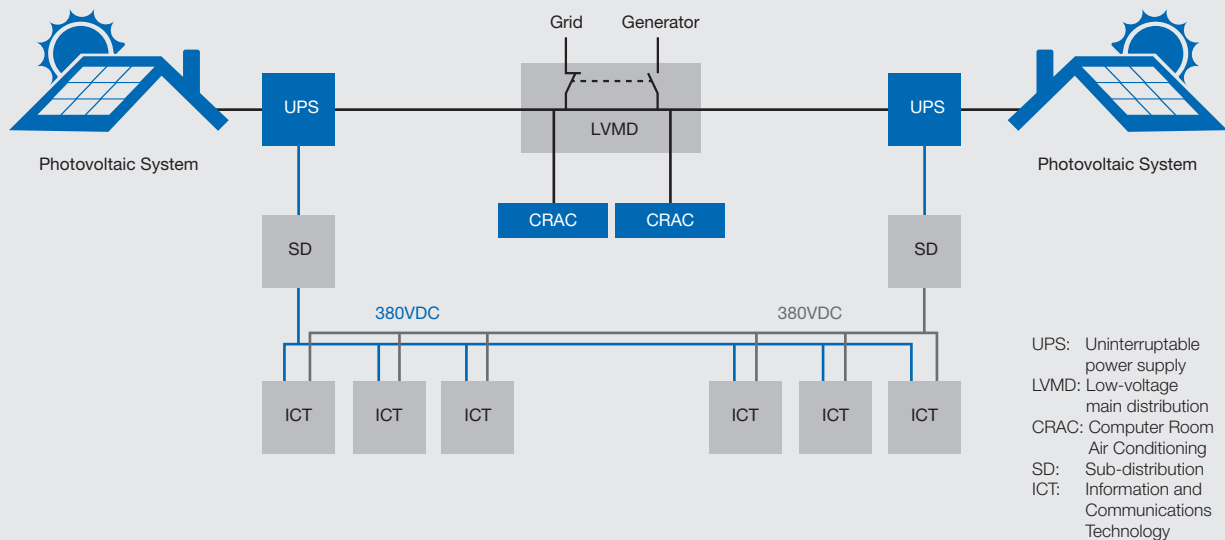 Grid
Generator
UPS
LVMD
UPS
Photovoltaic System
Photovoltaic System
CRAC
CRAC
SD
SD
380VDC
380VDC
ICT
ICT
ICT
ICT
ICT
ICT
UPS: Uninterruptable
power supply
LVMD: Low-voltage
main distribution
CRAC: Computer Room
Air Conditioning
SD: Sub-distribution
ICT: Information and
Communications
Technology